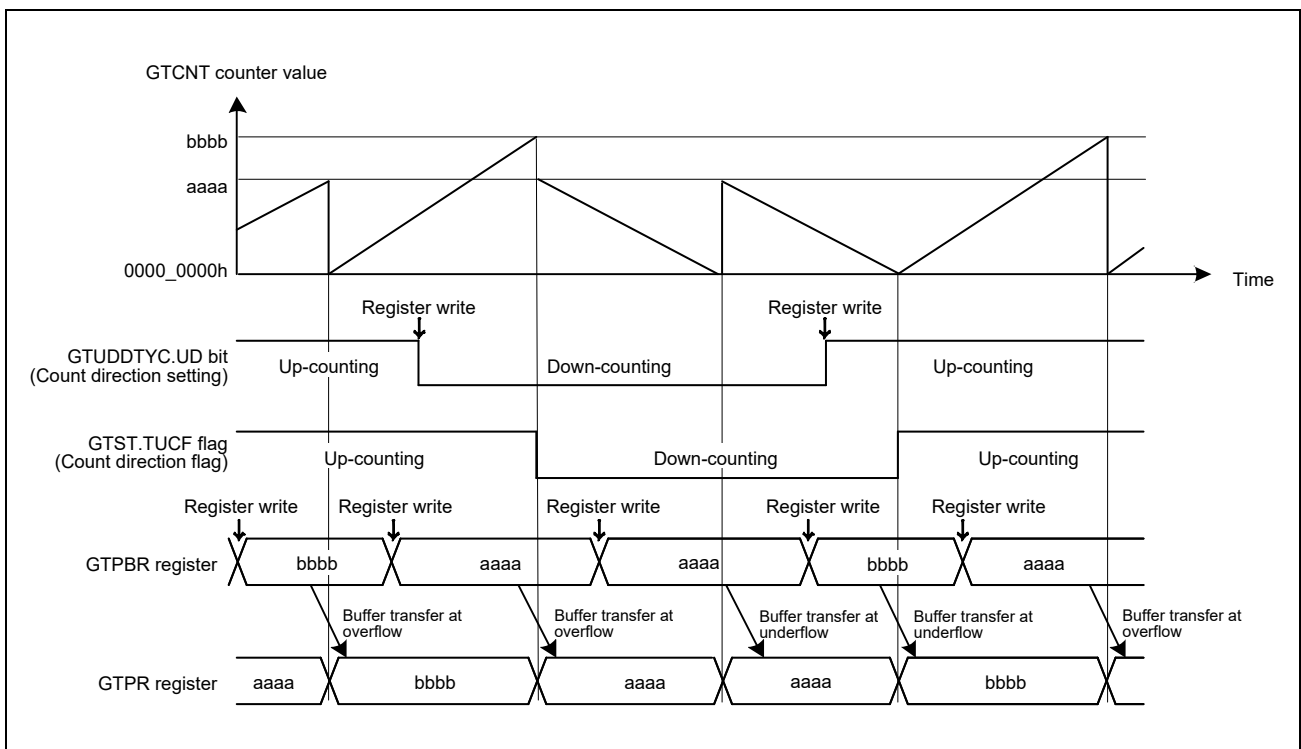 GTCNT counter value
bbbb
aaaa
0000_0000h
Time
Register write
Register write
GTUDDTYC.UD bit
(Count direction setting)
Up-counting
Down-counting
Up-counting
GTST.TUCF flag
(Count direction flag)
Up-counting
Down-counting
Up-counting
Register write
Register write
Register write
Register write
Register write
GTPBR register
bbbb
aaaa
aaaa
bbbb
aaaa
Buffer transfer at
overflow
Buffer transfer at
overflow
Buffer transfer at
underflow
Buffer transfer at
underflow
Buffer transfer at
overflow
GTPR register
aaaa
bbbb
aaaa
aaaa
bbbb